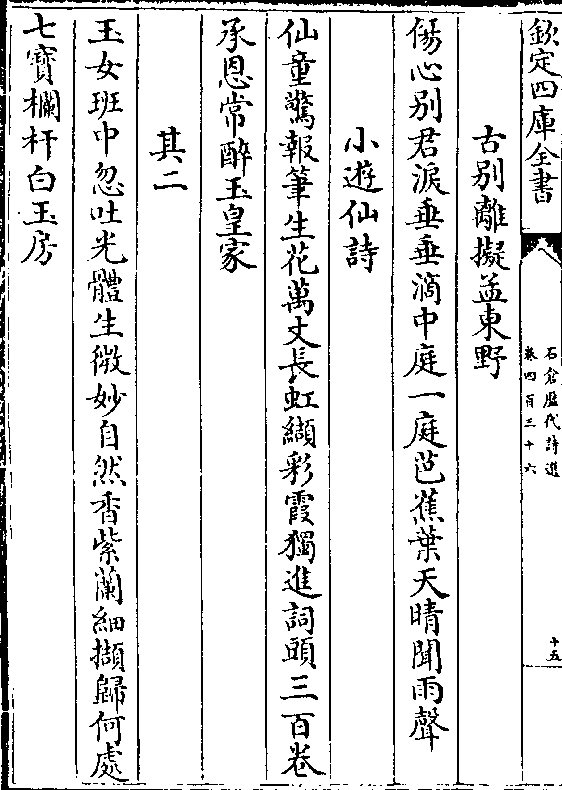 欽定四庫全書
石倉歷代詩選
卷四百三十六
十五
古别離擬孟東野
傷心别君淚垂垂滴中庭一庭芭蕉葉天晴聞雨聲
小遊仙詩
仙童驚報筆生花萬丈長虹纈彩霞獨進詞頭三百卷
承恩常醉玉皇家
其二
玉女班中忽吐光體生微妙自然香紫蘭細擷歸何處
七寶欄杆白玉房